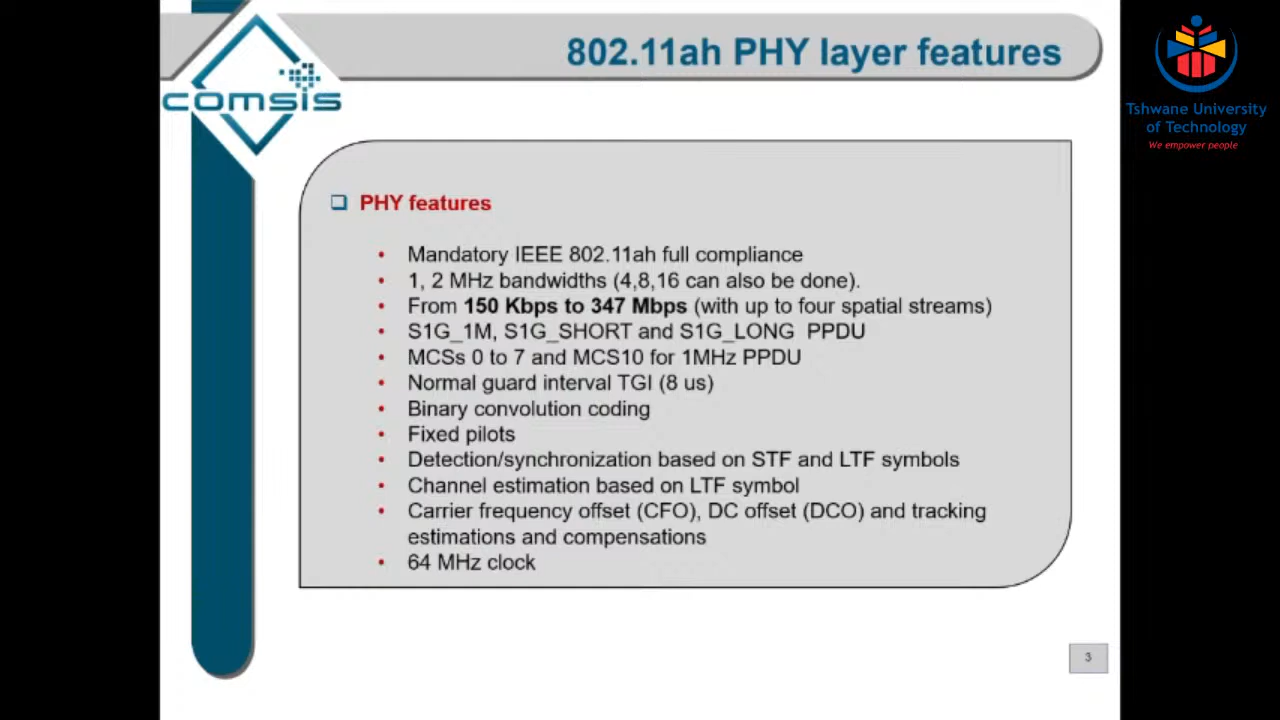 802.11ah PHY layer features
comsis
Tshwane University
of Technology
We empower people
PHY features
Mandatory IEEE 802.11ah full compliance
1, 2 MHz bandwidths (4,8,16 can also be done).
From 150 Kbps to 347 Mbps (with up to four spatial streams)
S1G_1M, S1G_SHORT and S1G_LONG PPDU
MCSs 0 to 7 and MCS10 for 1MHz PPDU
Normal guard interval TGI (8 us)
Binary convolution coding
Fixed pilots
Detection/synchronization based on STF and LTF symbols
Channel estimation based on LTF symbol
Carrier frequency offset (CFO), DC offset (DCO) and tracking
estimations and compensations
64 MHz clock
3